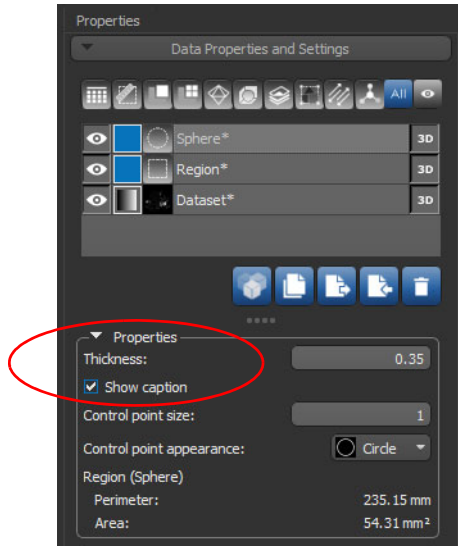 Properties
Data Properties and Settings
All
Sphere*
3D
Region*
3D
Dataset*
3D
Properties
Thickness: 0.35
Show caption
Control point size: 1
Control point appearance: Circle
Region (Sphere)
Perimeter: 235.15 mm
Area: 54.31 mm²